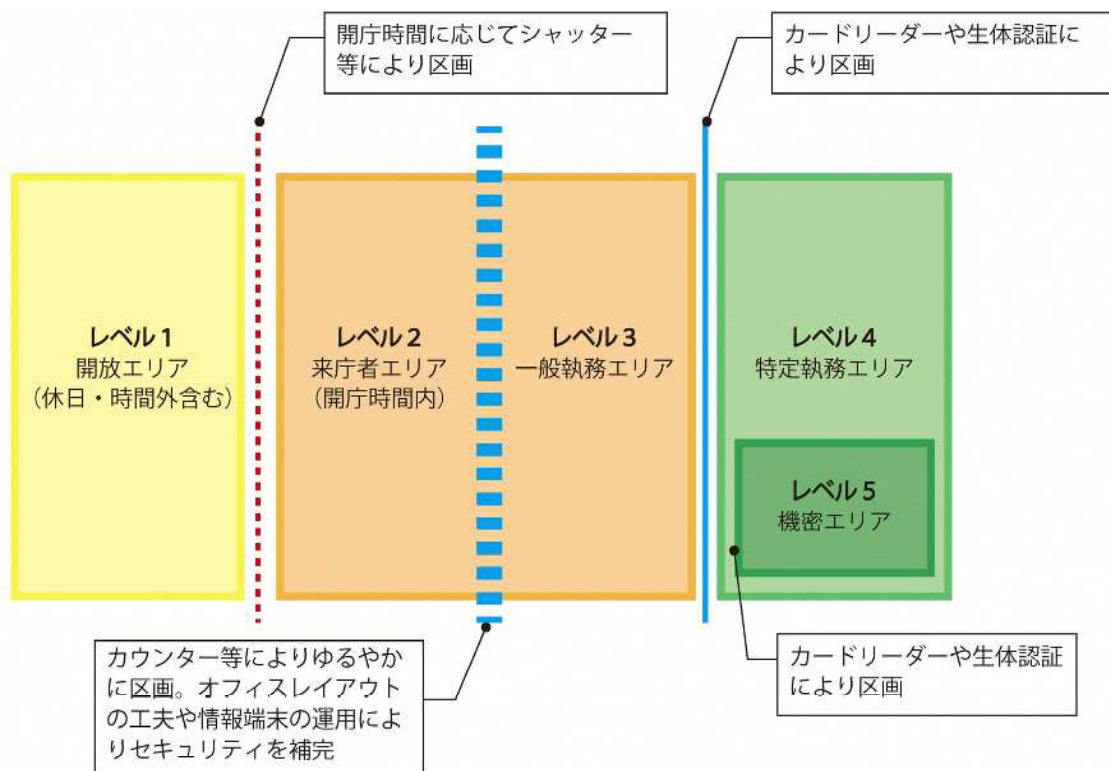 開庁時間に応じてシャッター
等により区画
カードリーダーや生体認証に
より区画
レベル1
開放エリア
（休日・時間外含む）
レベル2
来庁者エリア
（開庁時間内）
レベル3
一般執務エリア
レベル4
特定執務エリア
レベル5
機密エリア
カウンター等によりゆるやか
に区画。オフィスレイアウト
の工夫や情報端末の運用によ
りセキュリティを補完
カードリーダーや生体認証
により区画